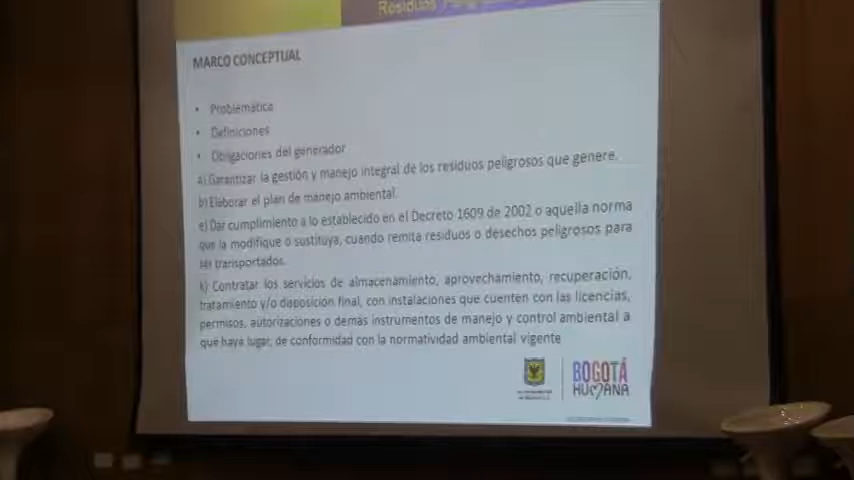 Residuos
MARCO CONCEPTUAL
• Problemática
• Definiciones
• Obligaciones del generador
a) Garantizar la gestión y manejo integral de los residuos peligrosos que genere.
b) Elaborar el plan de manejo ambiental.
e) Dar cumplimiento a lo establecido en el Decreto 1609 de 2002 o aquella norma
que la modifique o sustituya, cuando remita residuos o desechos peligrosos para
ser transportados.
k) Contratar los servicios de almacenamiento, aprovechamiento, recuperación,
tratamiento y/o disposición final, con instalaciones que cuenten con las licencias,
permisos, autorizaciones o demás instrumentos de manejo y control ambiental a
que haya lugar, de conformidad con la normatividad ambiental vigente
BOGOTÁ
HUMANA